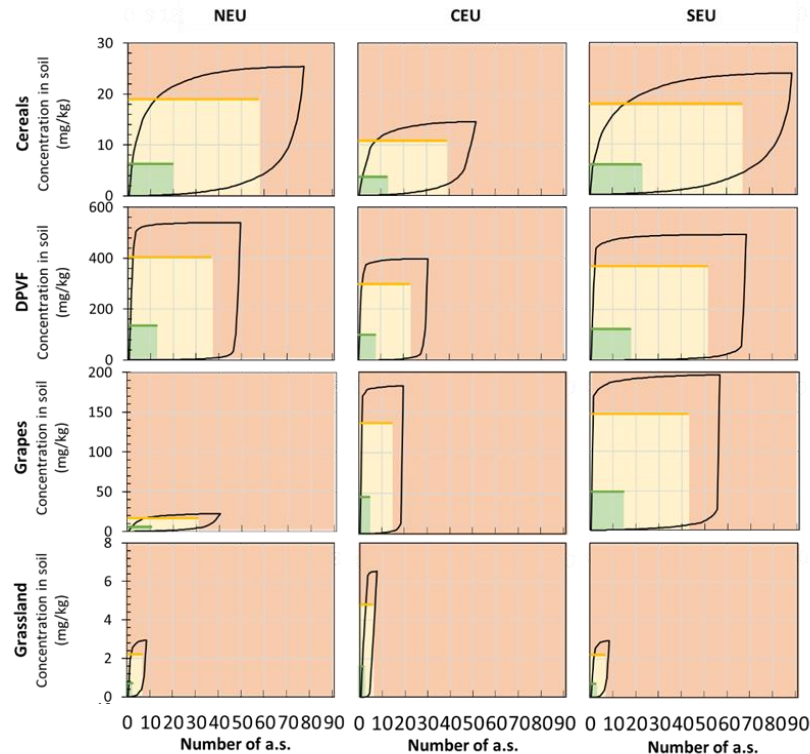 NEU CEU SEU
Cereals
Concentration in soil
(mg/kg)
30
20
10
0
DPVF
Concentration in soil
(mg/kg)
600
400
200
0
Grapes
Concentration in soil
(mg/kg)
200
150
100
50
0
Grassland
Concentration in soil
(mg/kg)
8
6
4
2
0
0 10 20 30 40 50 60 70 80 90 0 10 20 30 40 50 60 70 80 90 0 10 20 30 40 50 60 70 80 90
Number of a.s. Number of a.s. Number of a.s.